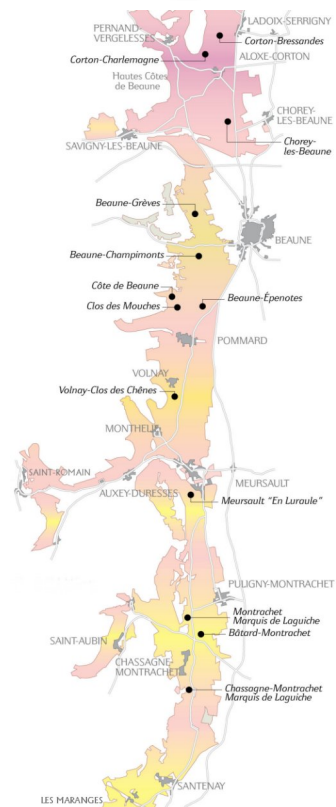 LADOIX-SERRIGNY
PERNAND-
VERGELESSES
Corton-Bressandes
Corton-Charlemagne
ALOXE-CORTON
Hautes Côtes
de Beaune
CHOREY
-LES-BEAUNE
SAVIGNY-LES-BEAUNE
Chorey-
les-Beaune
Beaune-Grèves
BEAUNE
Beaune-Champimonts
Côte de Beaune
Clos des Mouches
Beaune-Épenotes
POMMARD
VOLNAY
Volnay-Clos des Chênes
MONTHELIE
SAINT-ROMAIN
MEURSAULT
AUXEY-DURESSES
Meursault "En Luraule"
PULIGNY-MONTRACHET
Montrachet
Marquis de Laguiche
Bâtard-Montrachet
SAINT-AUBIN
CHASSAGNE-
MONTRACHET
Chassagne-Montrachet
Marquis de Laguiche
SANTENAY
LES MARANGES